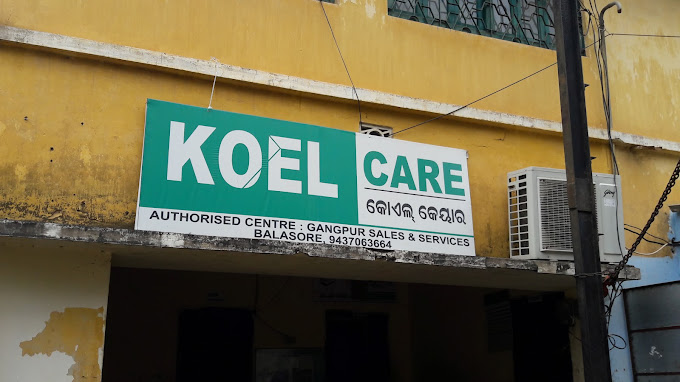 KOEL CARE
କୋଏଲ୍ କେୟାର
AUTHORISED CENTRE : GANGPUR SALES & SERVICES
BALASORE, 9437063664